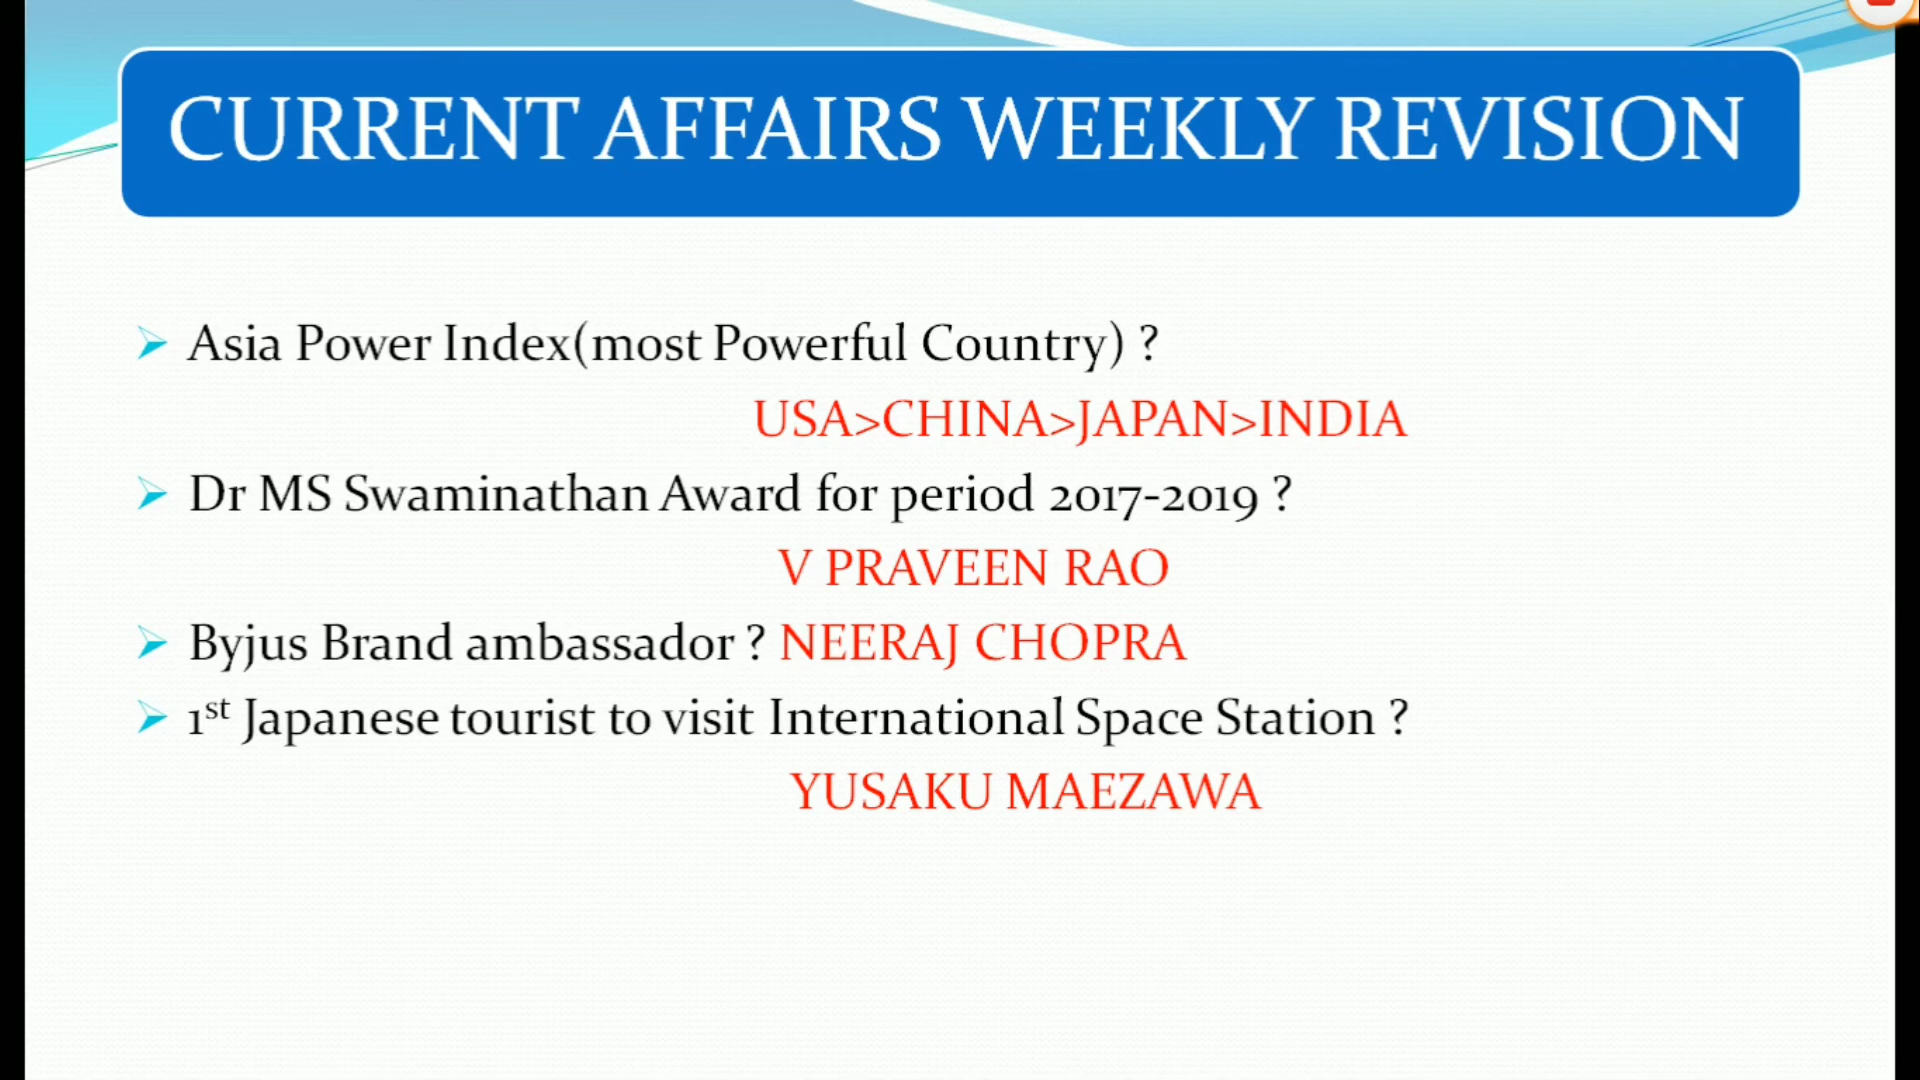 CURRENT AFFAIRS WEEKLY REVISION
Asia Power Index(most Powerful Country) ?
USA>CHINA>JAPAN>INDIA
Dr MS Swaminathan Award for period 2017-2019 ?
V PRAVEEN RAO
Byjus Brand ambassador ? NEERAJ CHOPRA
1st Japanese tourist to visit International Space Station ?
YUSAKU MAEZAWA